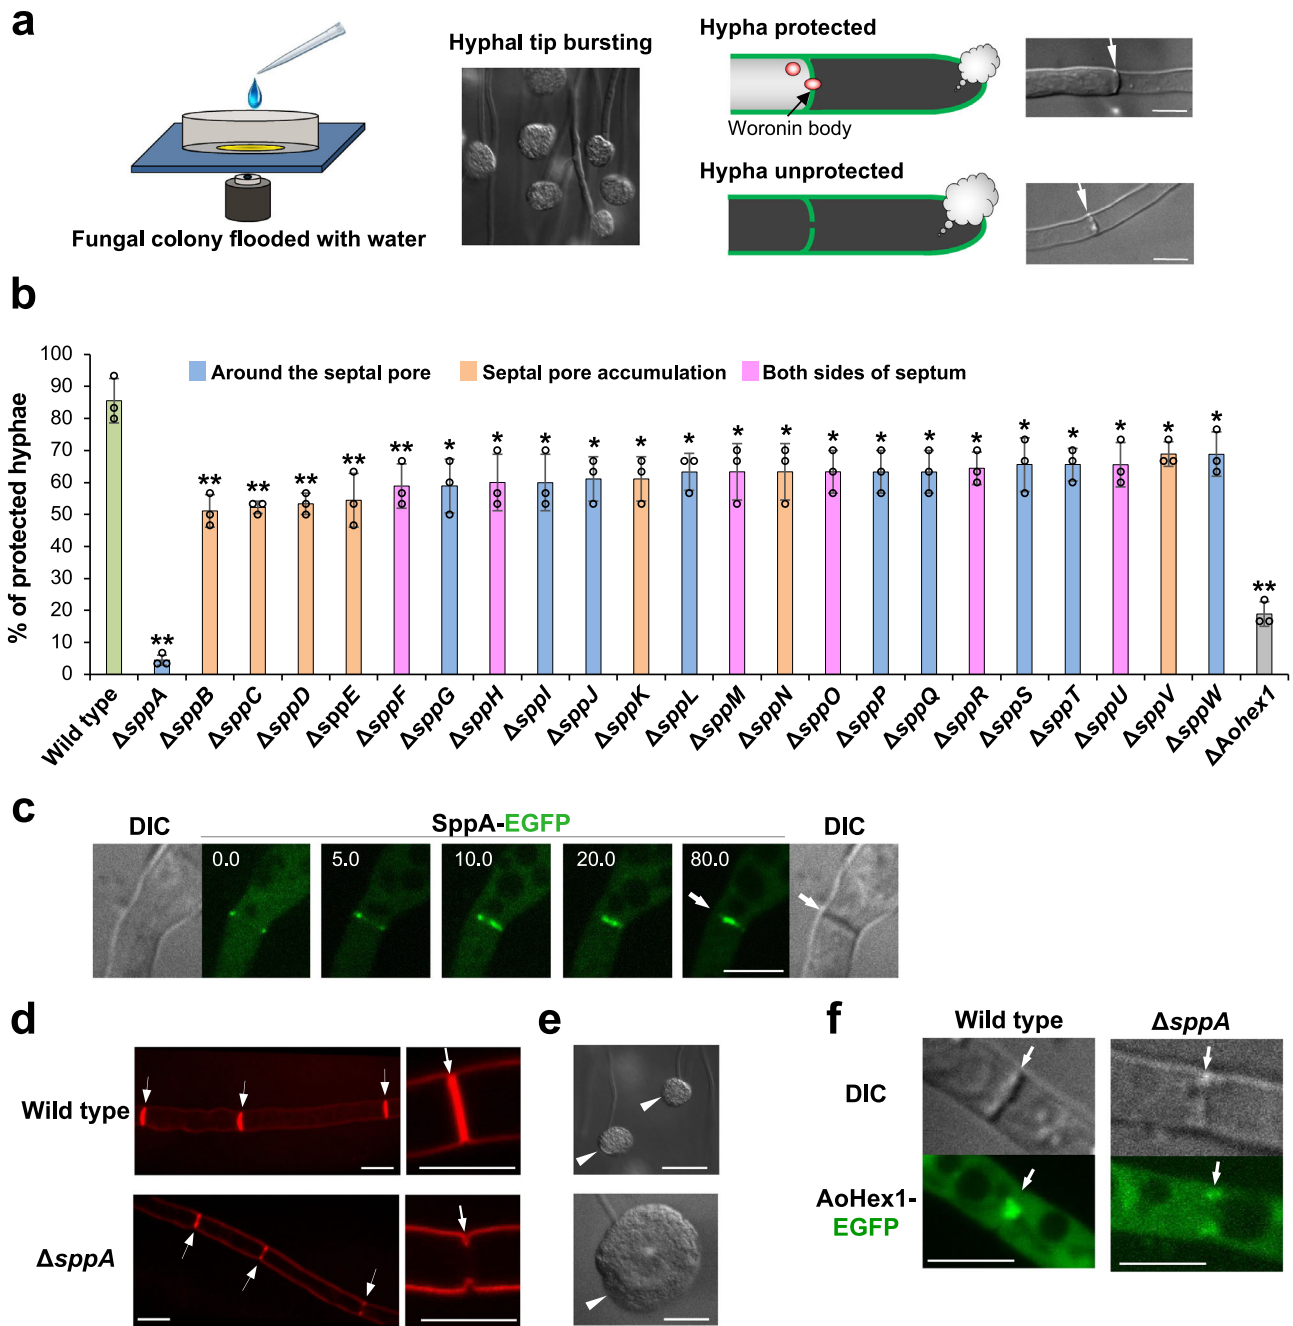 a
Hyphal tip bursting
Hypha protected
Woronin body
Hypha unprotected
Fungal colony flooded with water
b
% of protected hyphae
100
90
80
70
60
50
40
30
20
10
0
Around the septal pore
Septal pore accumulation
Both sides of septum
** ** ** ** ** ** * * * * * * * * * * * * * * * * * **
Wild type
ΔsppA
ΔsppB
ΔsppC
ΔsppD
ΔsppE
ΔsppF
ΔsppG
ΔsppH
ΔsppI
ΔsppJ
ΔsppK
ΔsppL
ΔsppM
ΔsppN
ΔsppO
ΔsppP
ΔsppQ
ΔsppR
ΔsppS
ΔsppT
ΔsppU
ΔsppV
ΔsppW
ΔAohex1
c
DIC
SppA-EGFP
DIC
0.0
5.0
10.0
20.0
80.0
d
Wild type
ΔsppA
e
f
Wild type
ΔsppA
DIC
AoHex1-
EGFP